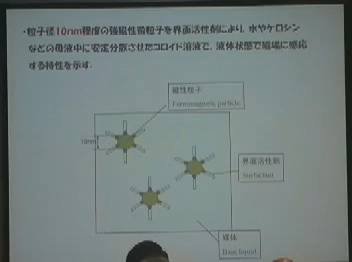 ・粒子径10nm程度の強磁性微粒子を界面活性剤により、水やケロシン
などの母液中に安定分散させたコロイド溶液で、液体状態で磁場に感応
する特性を示す.
磁性粒子
Ferromagnetic particle
10nm
界面活性剤
Surfactant
媒体
Base liquid